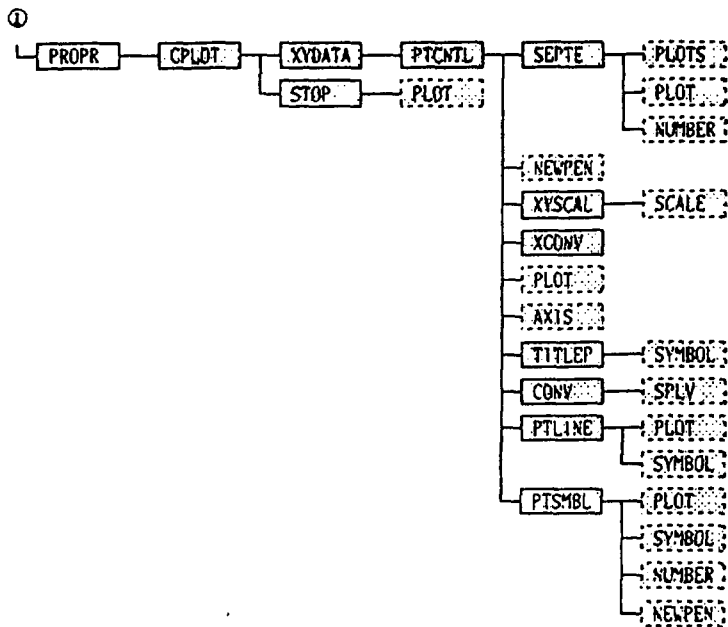 ①
PROPR CPLOT XYDATA PTCNTL SEPTE PLOTS
STOP PLOT PLOT
NUMBER
NEWPEN
XYSCAL SCALE
XCONV
PLOT
AXIS
TITLEP SYMBOL
CONV SPLV
PTLINE PLOT
SYMBOL
PTSMBL PLOT
SYMBOL
NUMBER
NEWPEN